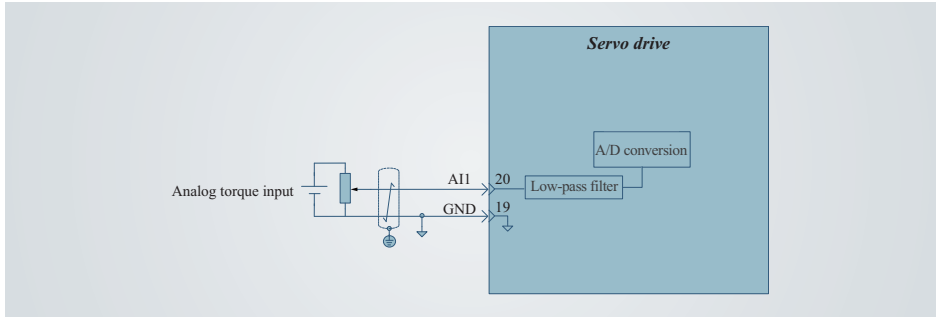 Servo drive
A/D conversion
AI1
20
Low-pass filter
Analog torque input
GND
19